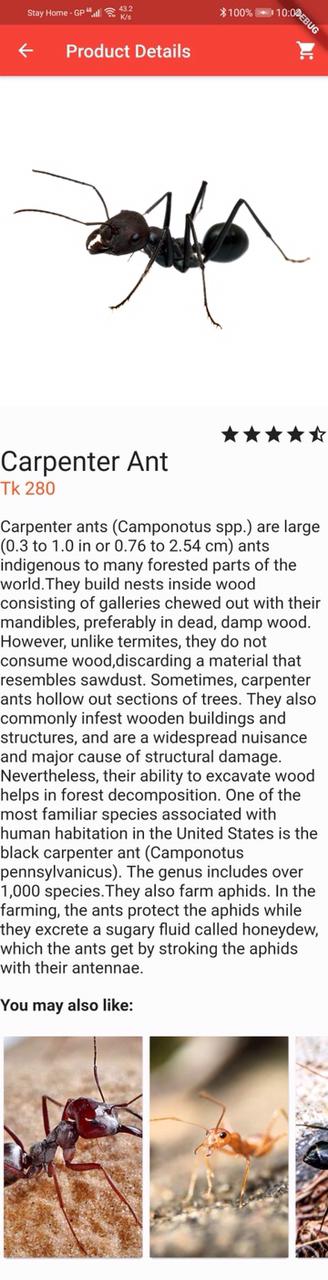 Stay Home - GP 43.2 K/s 100% 10:0
DEBUG
Product Details
Carpenter Ant
Tk 280
Carpenter ants (Camponotus spp.) are large
(0.3 to 1.0 in or 0.76 to 2.54 cm) ants
indigenous to many forested parts of the
world.They build nests inside wood
consisting of galleries chewed out with their
mandibles, preferably in dead, damp wood.
However, unlike termites, they do not
consume wood,discarding a material that
resembles sawdust. Sometimes, carpenter
ants hollow out sections of trees. They also
commonly infest wooden buildings and
structures, and are a widespread nuisance
and major cause of structural damage.
Nevertheless, their ability to excavate wood
helps in forest decomposition. One of the
most familiar species associated with
human habitation in the United States is the
black carpenter ant (Camponotus
pennsylvanicus). The genus includes over
1,000 species.They also farm aphids. In the
farming, the ants protect the aphids while
they excrete a sugary fluid called honeydew,
which the ants get by stroking the aphids
with their antennae.
You may also like: